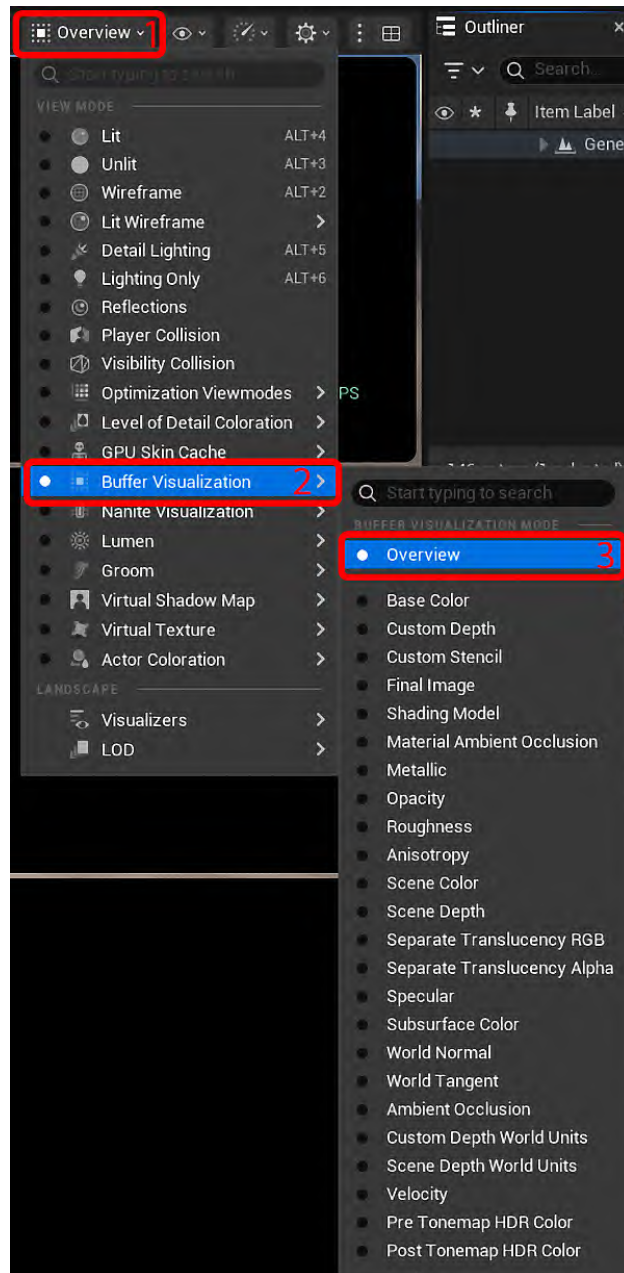 Overview 1
Outliner
Start typing to search
Search...
Item Label
Gene
VIEW MODE
Lit ALT+4
Unlit ALT+3
Wireframe ALT+2
Lit Wireframe
Detail Lighting ALT+5
Lighting Only ALT+6
Reflections
Player Collision
Visibility Collision
Optimization Viewmodes
PS
Level of Detail Coloration
GPU Skin Cache
Buffer Visualization 2
Nanite Visualization
Lumen
Groom
Virtual Shadow Map
Virtual Texture
Actor Coloration
LANDSCAPE
Visualizers
LOD
Start typing to search
BUFFER VISUALIZATION MODE
Overview 3
Base Color
Custom Depth
Custom Stencil
Final Image
Shading Model
Material Ambient Occlusion
Metallic
Opacity
Roughness
Anisotropy
Scene Color
Scene Depth
Separate Translucency RGB
Separate Translucency Alpha
Specular
Subsurface Color
World Normal
World Tangent
Ambient Occlusion
Custom Depth World Units
Scene Depth World Units
Velocity
Pre Tonemap HDR Color
Post Tonemap HDR Color